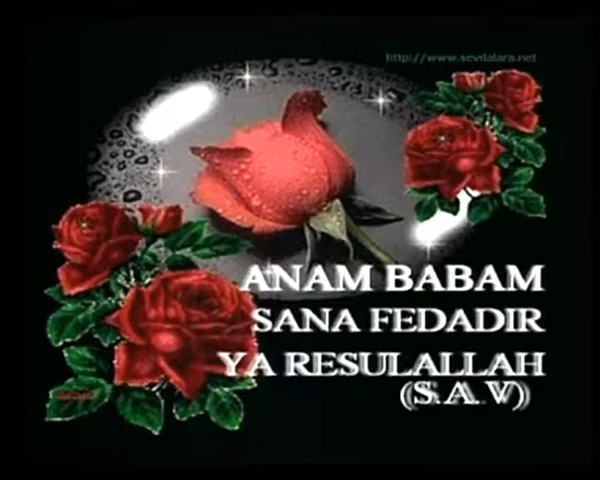 http://www.sevdalara.net
ANAM BABAM
SANA FEDADIR
YA RESULALLAH
(S.A.V)